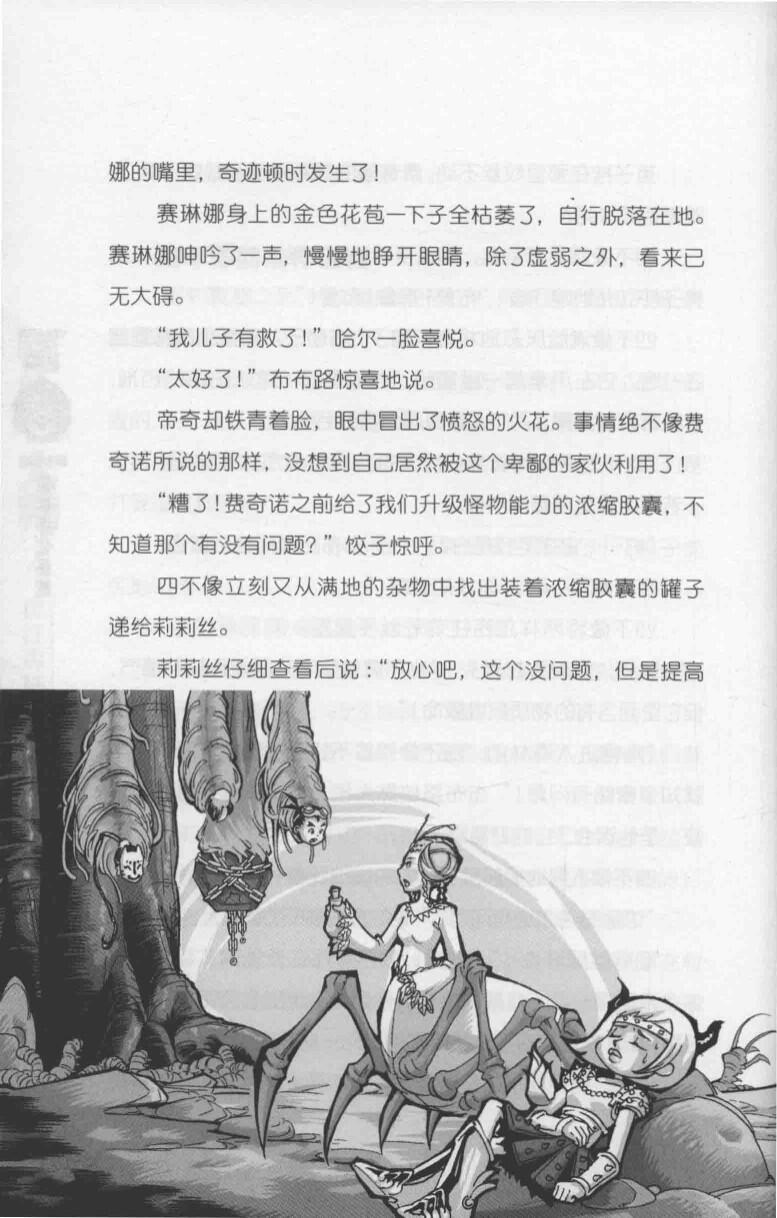 娜的嘴里，奇迹顿时发生了！
赛琳娜身上的金色花苞一下子全枯萎了，自行脱落在地。
赛琳娜呻吟了一声，慢慢地睁开眼睛，除了虚弱之外，看来已
无大碍。
“我儿子有救了！”哈尔一脸喜悦。
“太好了！”布布路惊喜地说。
帝奇却铁青着脸，眼中冒出了愤怒的火花。事情绝不像费
奇诺所说的那样，没想到自己居然被这个卑鄙的家伙利用了！
“糟了！费奇诺之前给了我们升级怪物能力的浓缩胶囊，不
知道那个有没有问题？”饺子惊呼。
四不像立刻又从满地的杂物中找出装着浓缩胶囊的罐子
递给莉莉丝。
莉莉丝仔细查看后说：“放心吧，这个没问题，但是提高